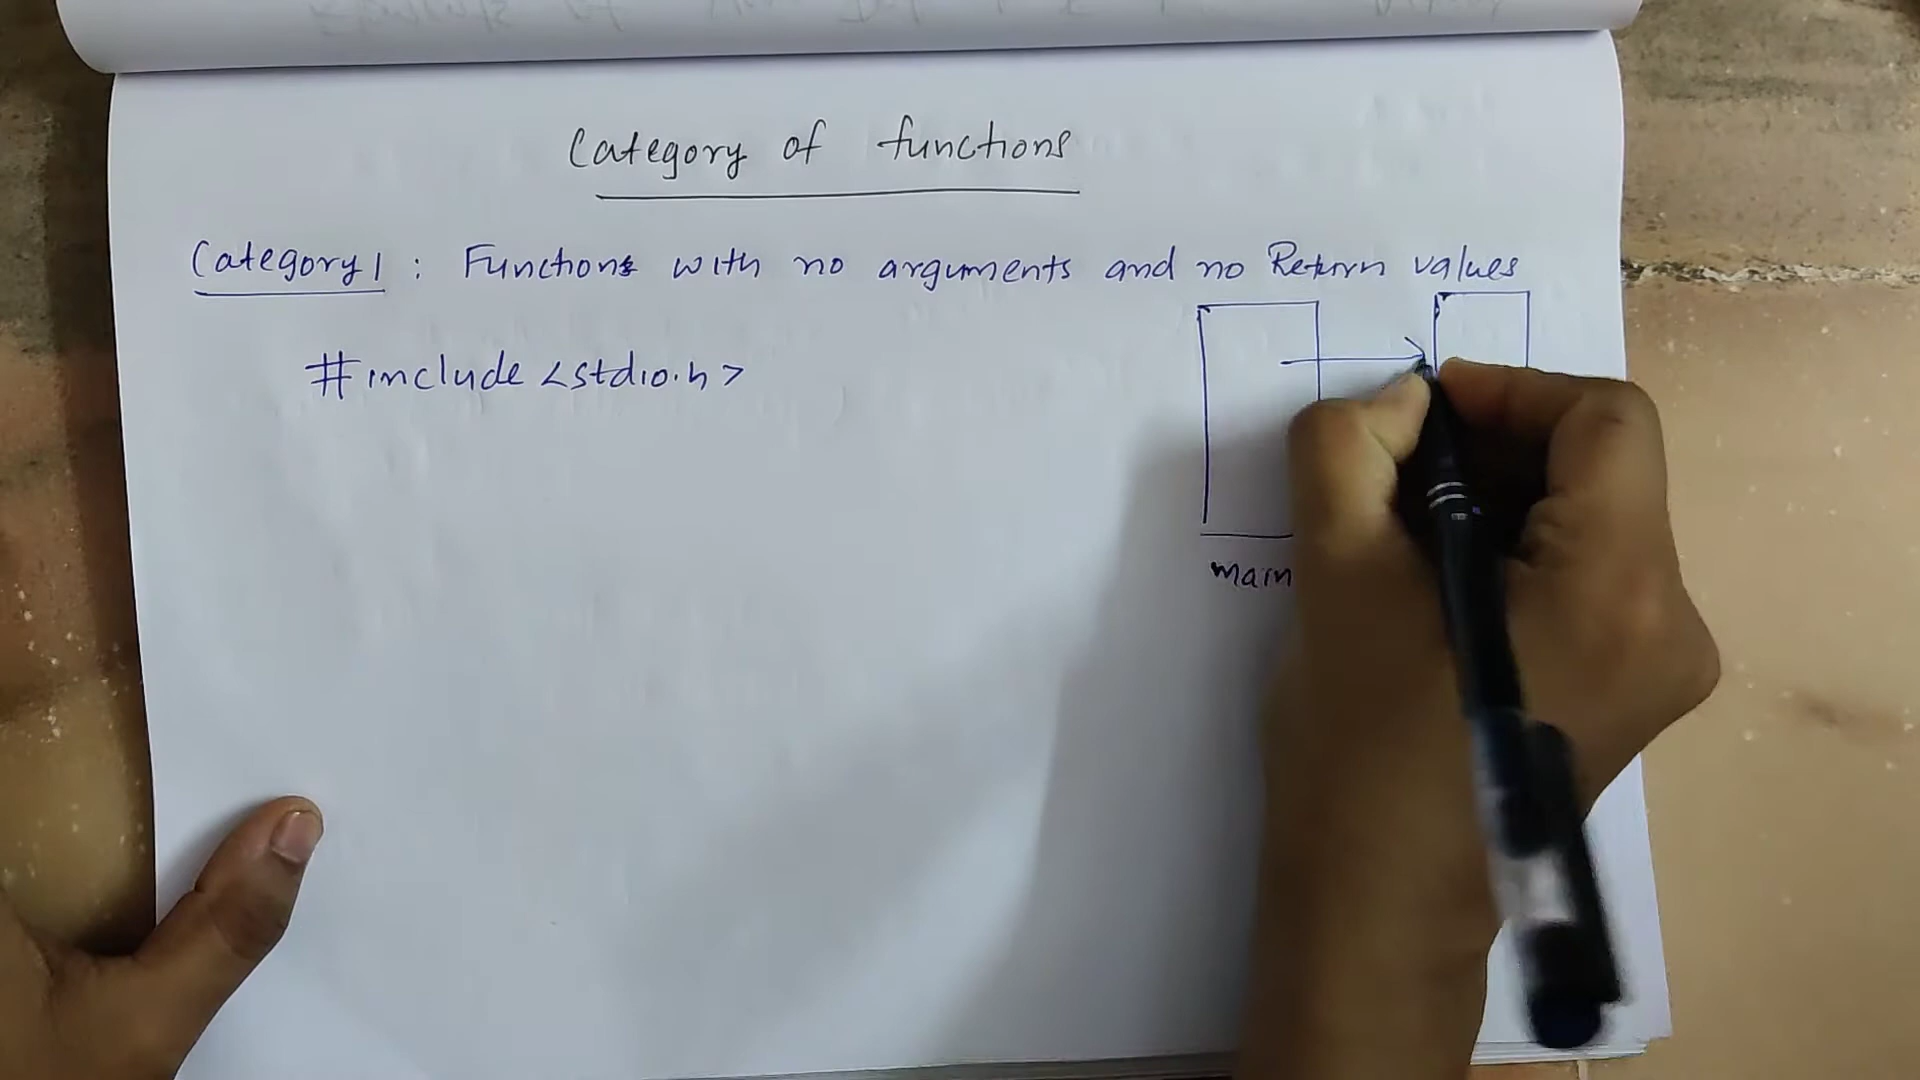 Category of functions
Category 1 : Functions with no arguments and no Return values
#include <stdio.h>
main